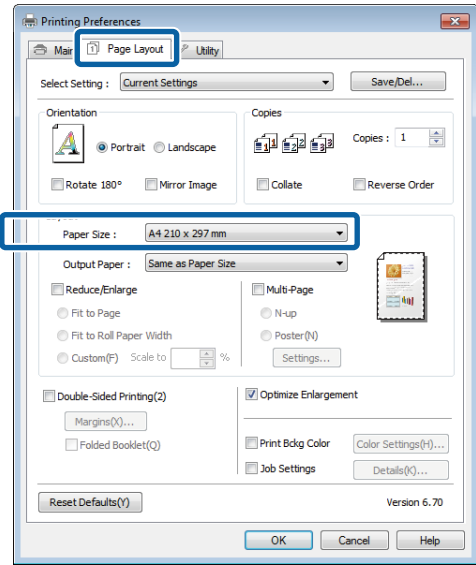 Printing Preferences
Main Page Layout Utility
Select Setting : Current Settings Save/Del...
Orientation Copies
Portrait Landscape Copies : 1
Rotate 180° Mirror Image Collate Reverse Order
Paper Size : A4 210 x 297 mm
Output Paper : Same as Paper Size
Reduce/Enlarge Multi-Page
Fit to Page N-up
Fit to Roll Paper Width Poster(N)
Custom(F) Scale to % Settings...
Double-Sided Printing(2) Optimize Enlargement
Margins(X)...
Folded Booklet(Q) Print Bckg Color Color Settings(H)...
Job Settings Details(K)...
Reset Defaults(Y) Version 6.70
OK Cancel Help